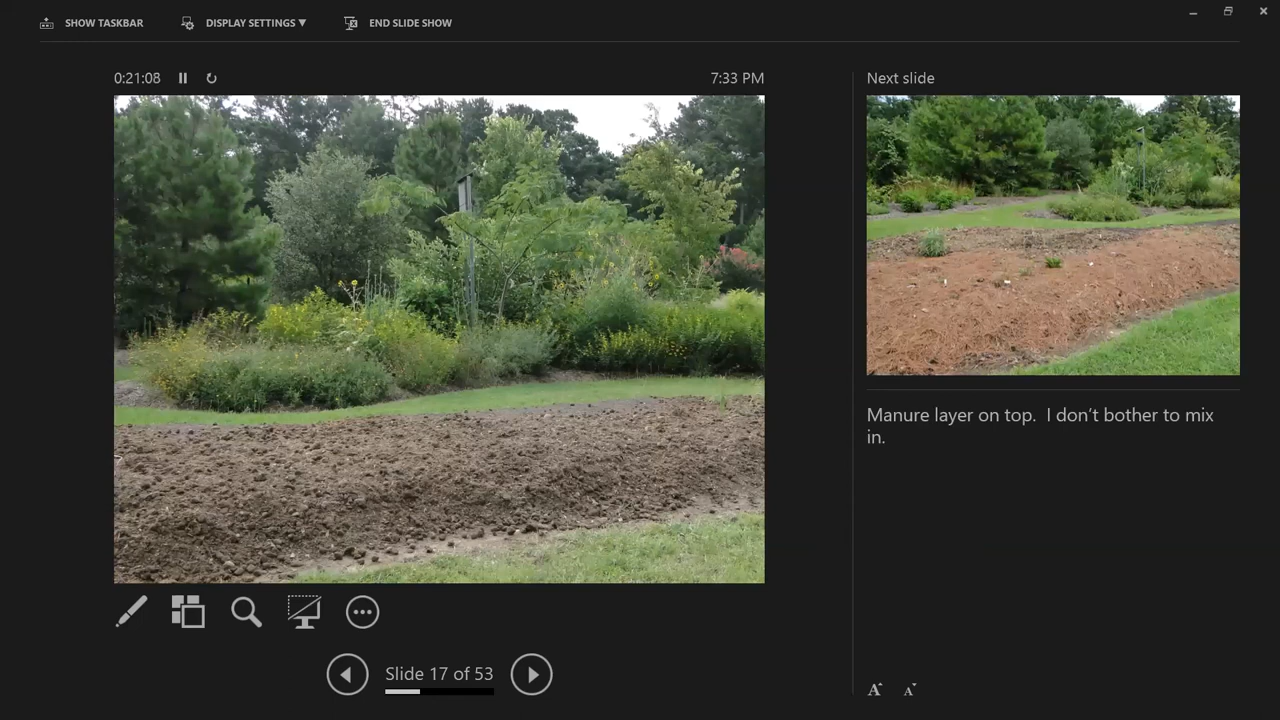 SHOW TASKBAR
DISPLAY SETTINGS ▼
END SLIDE SHOW
0:21:08
7:33 PM
Next slide
Manure layer on top.  I don’t bother to mix
in.
Slide 17 of 53
A A